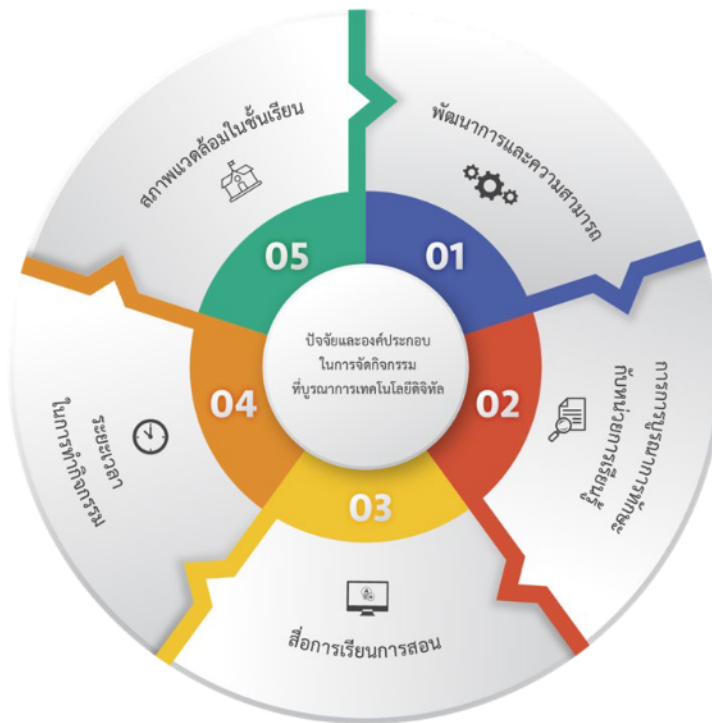 ปัจจัยและองค์ประกอบ
ในการจัดกิจกรรม
ที่บูรณาการเทคโนโลยีดิจิทัล
01
พัฒนาการและความสามารถ
02
การการบูรณาการทักษะ
กับหน่วยการเรียนรู้
03
สื่อการเรียนการสอน
04
ระยะเวลา
ในการทำกิจกรรม
05
สภาพแวดล้อมในชั้นเรียน